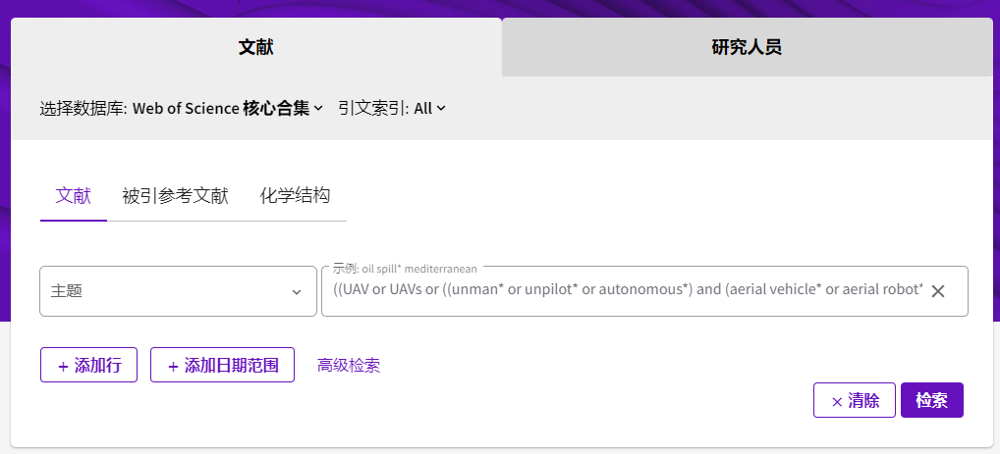 文献 研究人员
选择数据库: Web of Science 核心合集 引文索引: All
文献 被引参考文献 化学结构
示例: oil spill* mediterranean
主题 ((UAV or UAVs or ((unman* or unpilot* or autonomous*) and (aerial vehicle* or aerial robot*
+ 添加行 + 添加日期范围 高级检索
× 清除 检索